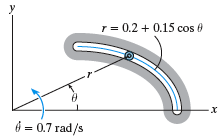 y
r = 0.2 + 0.15 cos θ
r
θ
x
θ̇ = 0.7 rad/s